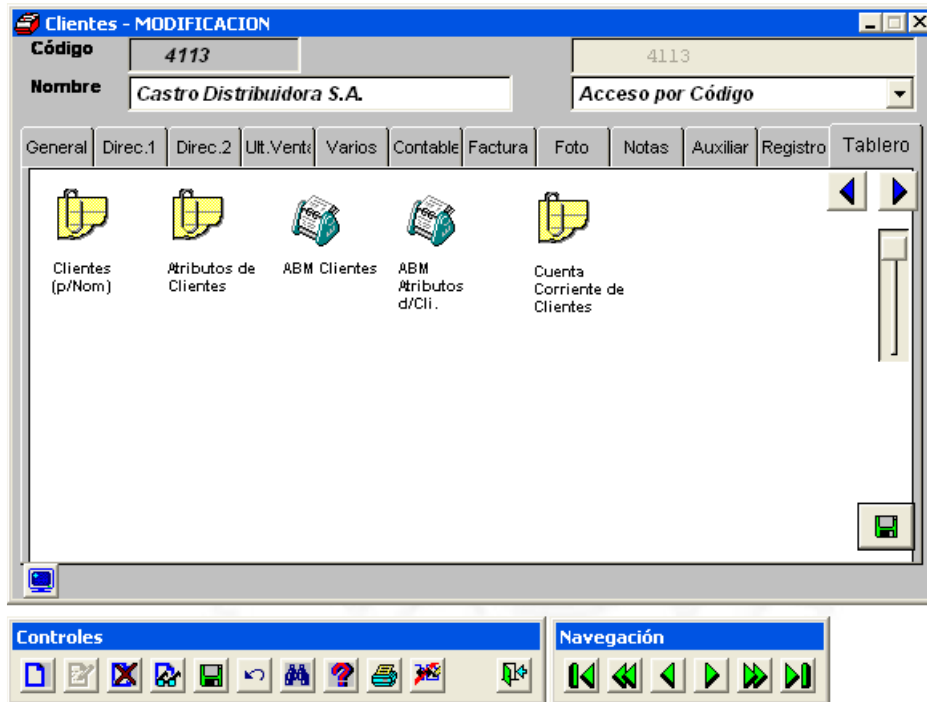 Clientes - MODIFICACION
Código 4113 4113
Nombre Castro Distribuidora S.A. Acceso por Código
General Direc.1 Direc.2 Ult.Venta Varios Contable Factura Foto Notas Auxiliar Registro Tablero
Clientes (p/Nom)
Atributos de Clientes
ABM Clientes
ABM Atributos d/Cli.
Cuenta Corriente de Clientes
Controles
Navegación